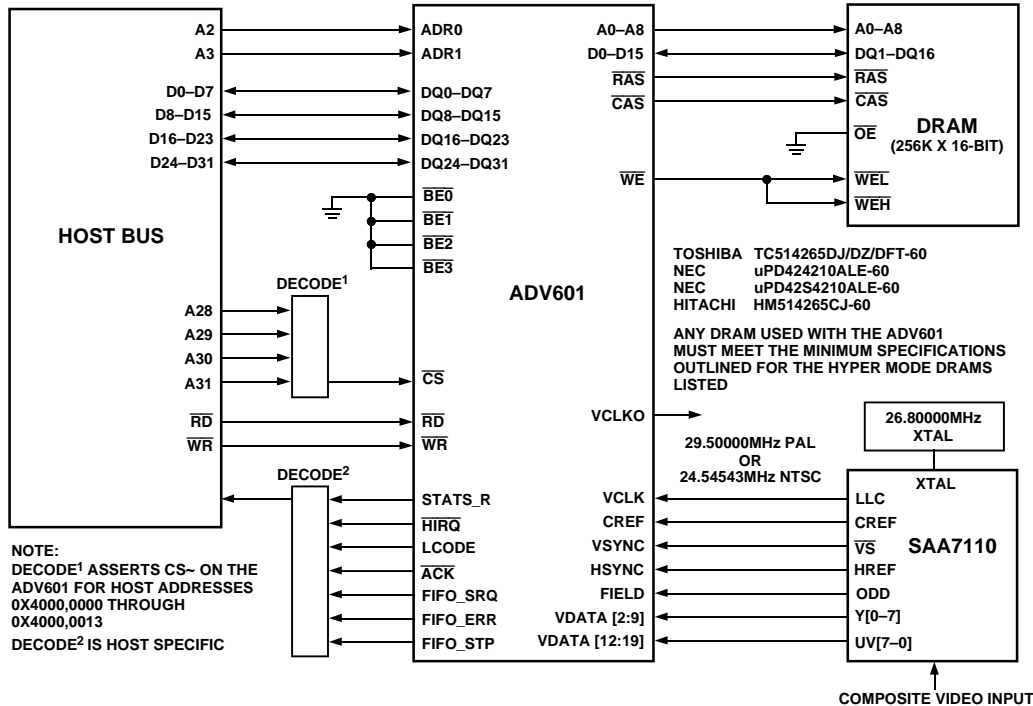 HOST BUS
A2
A3
D0–D7
D8–D15
D16–D23
D24–D31
A28
A29
A30
A31
RD
WR
DECODE1
DECODE2
ADV601
ADR0
ADR1
DQ0–DQ7
DQ8–DQ15
DQ16–DQ23
DQ24–DQ31
BE0
BE1
BE2
BE3
CS
RD
WR
STATS_R
HIRQ
LCODE
ACK
FIFO_SRQ
FIFO_ERR
FIFO_STP
A0–A8
D0–D15
RAS
CAS
WE
VCLKO
VCLK
CREF
VSYNC
HSYNC
FIELD
VDATA [2:9]
VDATA [12:19]
A0–A8
DQ1–DQ16
RAS
CAS
OE
WEL
WEH
DRAM
(256K X 16-BIT)
TOSHIBA TC514265DJ/DZ/DFT-60
NEC uPD424210ALE-60
NEC uPD42S4210ALE-60
HITACHI HM514265CJ-60
ANY DRAM USED WITH THE ADV601
MUST MEET THE MINIMUM SPECIFICATIONS
OUTLINED FOR THE HYPER MODE DRAMS
LISTED
26.80000MHz
XTAL
29.50000MHz PAL
OR
24.54543MHz NTSC
XTAL
LLC
CREF
VS
HREF
ODD
Y[0–7]
UV[7–0]
SAA7110
COMPOSITE VIDEO INPUT
NOTE:
DECODE1 ASSERTS CS~ ON THE
ADV601 FOR HOST ADDRESSES
0X4000,0000 THROUGH
0X4000,0013
DECODE2 IS HOST SPECIFIC